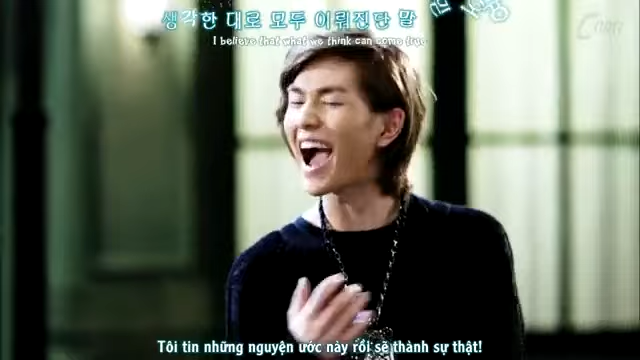 생각한 대로 모두 이뤄진단 말
I believe that what we think can come true
Tôi tin những nguyện ước này rồi sẽ thành sự thật!